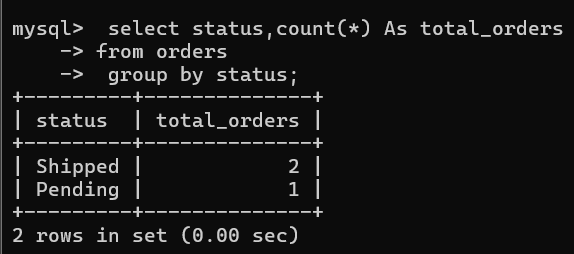 mysql>  select status,count(*) As total_orders
    -> from orders
    ->  group by status;
+---------+--------------+
| status  | total_orders |
+---------+--------------+
| Shipped |            2 |
| Pending |            1 |
+---------+--------------+
2 rows in set (0.00 sec)